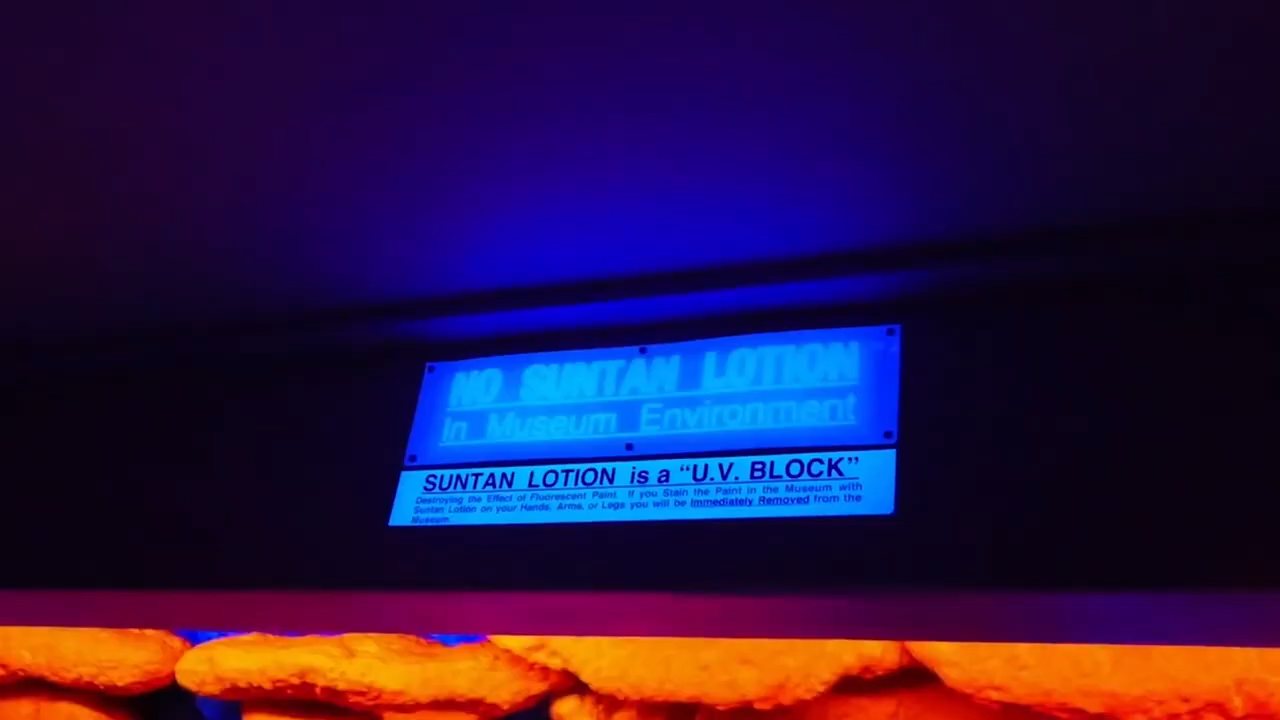 NO SUNTAN LOTION
In Museum Environment
SUNTAN LOTION is a “U.V. BLOCK”
Destroying the Effect of Fluorescent Paint. If you Stain the Paint in the Museum with
Suntan Lotion on your Hands, Arms, or Legs you will be Immediately Removed from the
Museum.